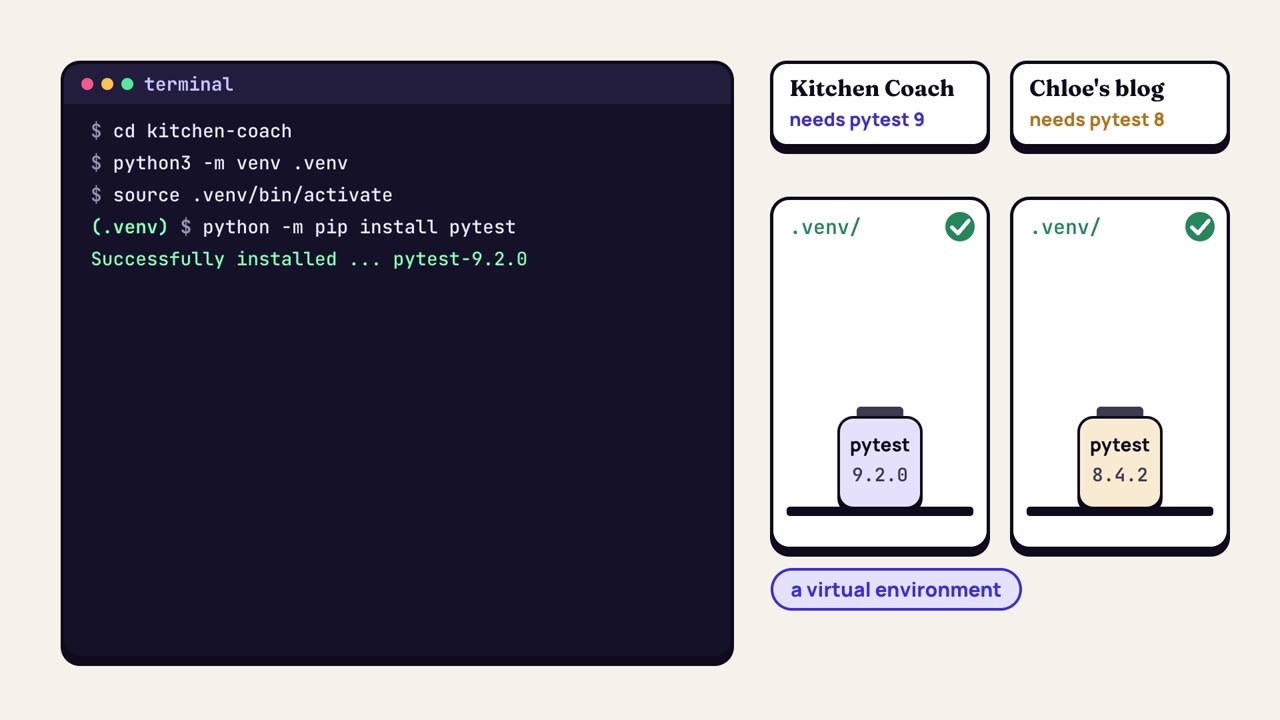 terminal
$ cd kitchen-coach
$ python3 -m venv .venv
$ source .venv/bin/activate
(.venv) $ python -m pip install pytest
Successfully installed ... pytest-9.2.0
Kitchen Coach
needs pytest 9
Chloe's blog
needs pytest 8
.venv/
pytest
9.2.0
.venv/
pytest
8.4.2
a virtual environment